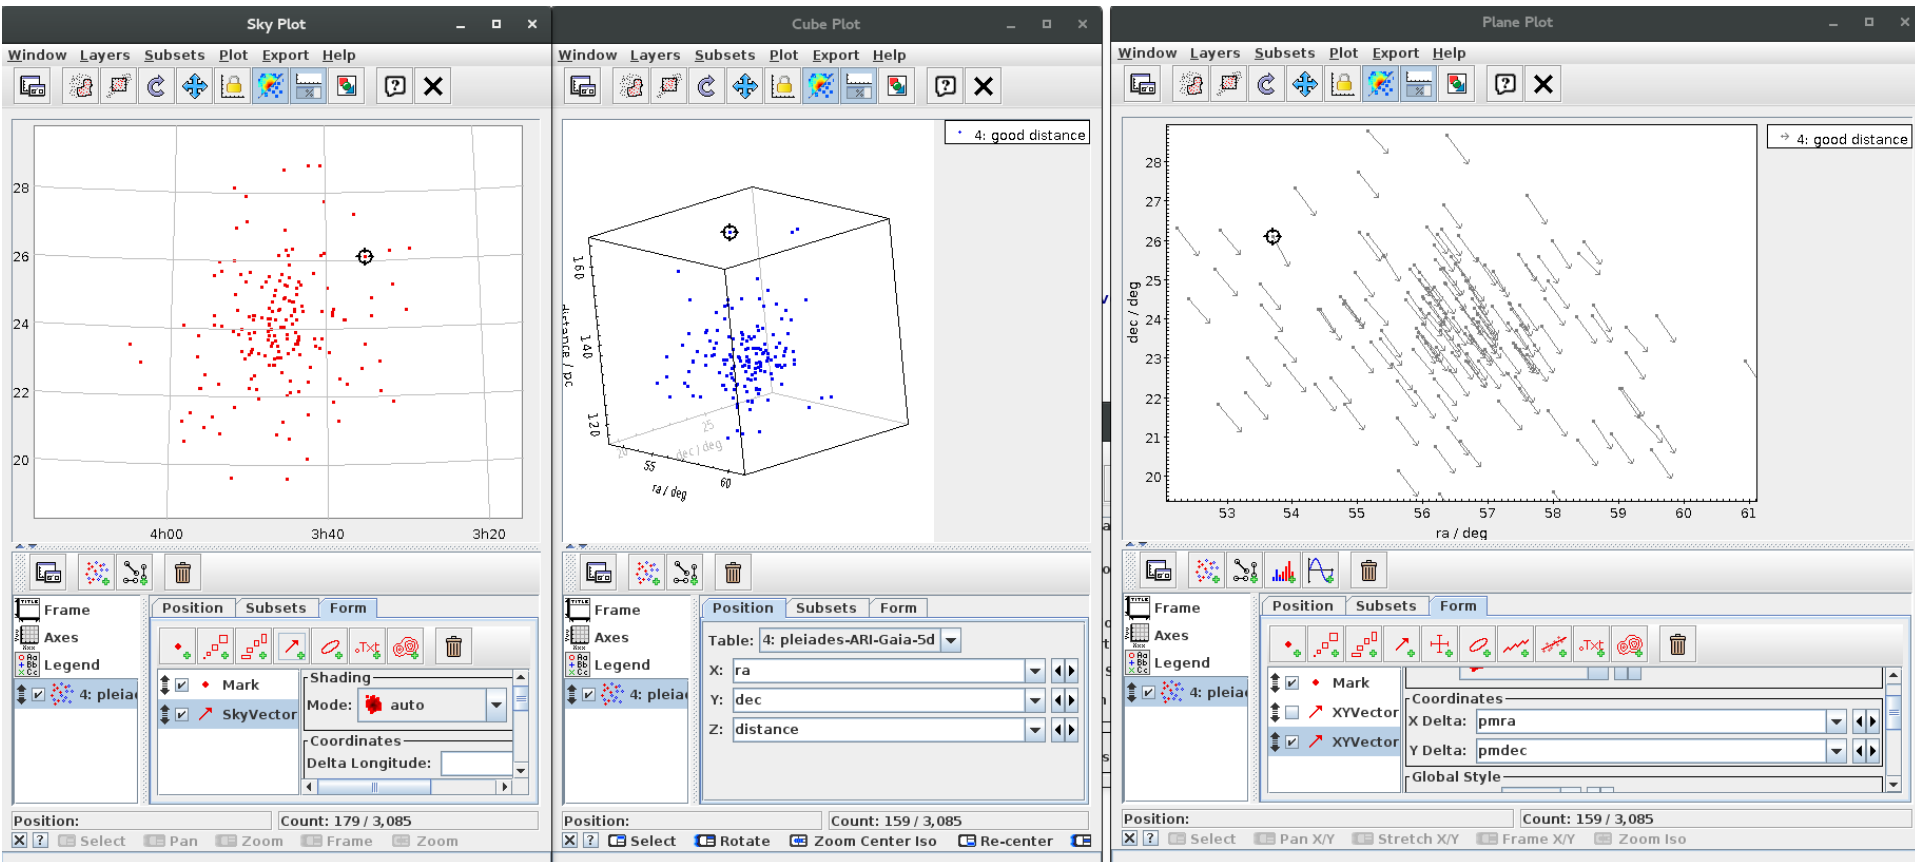 Sky Plot
Window Layers Subsets Plot Export Help
28
26
24
22
20
4h00 3h40 3h20
Frame
Axes
Legend
4: pleia
Position Subsets Form
Mark
SkyVector
Shading
Mode: auto
Coordinates
Delta Longitude:
Position: Count: 179 / 3,085
Select Pan Zoom Frame Zoom
Cube Plot
Window Layers Subsets Plot Export Help
4: good distance
160
140
120
distance / pc
20 25
dec / deg
55 60
ra / deg
Frame
Axes
Legend
4: pleia
Position Subsets Form
Table: 4: pleiades-ARI-Gaia-5d
X: ra
Y: dec
Z: distance
Position: Count: 159 / 3,085
Select Rotate Zoom Center Iso Re-center
Plane Plot
Window Layers Subsets Plot Export Help
4: good distance
28
27
26
25
24
23
22
21
20
dec / deg
53 54 55 56 57 58 59 60 61
ra / deg
Frame
Axes
Legend
4: pleia
Position Subsets Form
Mark
XYVector
XYVector
Coordinates
X Delta: pmra
Y Delta: pmdec
Global Style
Position: Count: 159 / 3,085
Select Pan X/Y Stretch X/Y Frame X/Y Zoom Iso